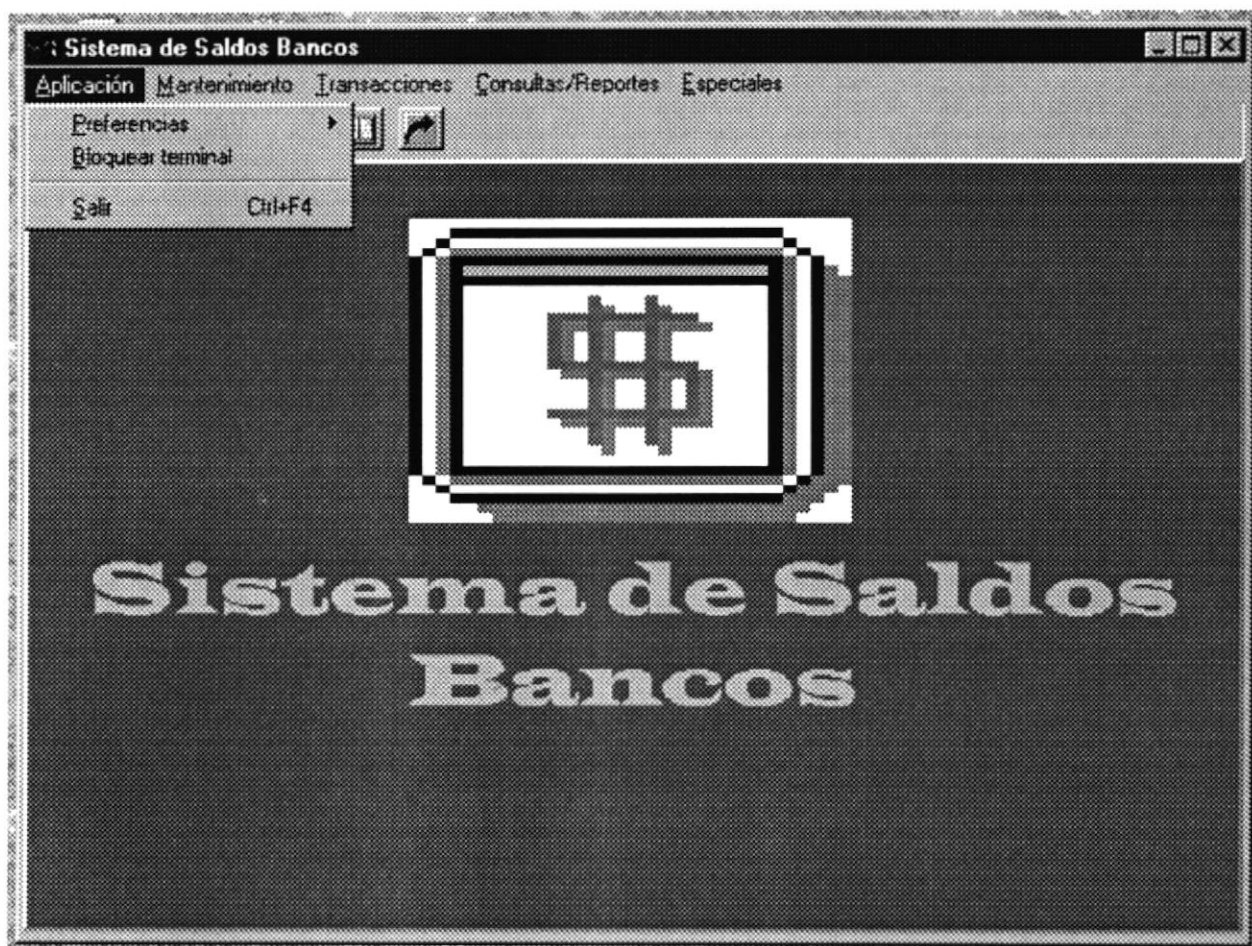 Sistema de Saldos Bancos
Aplicación Mantenimiento Transacciones Consultas/Reportes Especiales
Preferencias
Bloquear terminal
Salir Ctrl+F4
$
Sistema de Saldos
Bancos